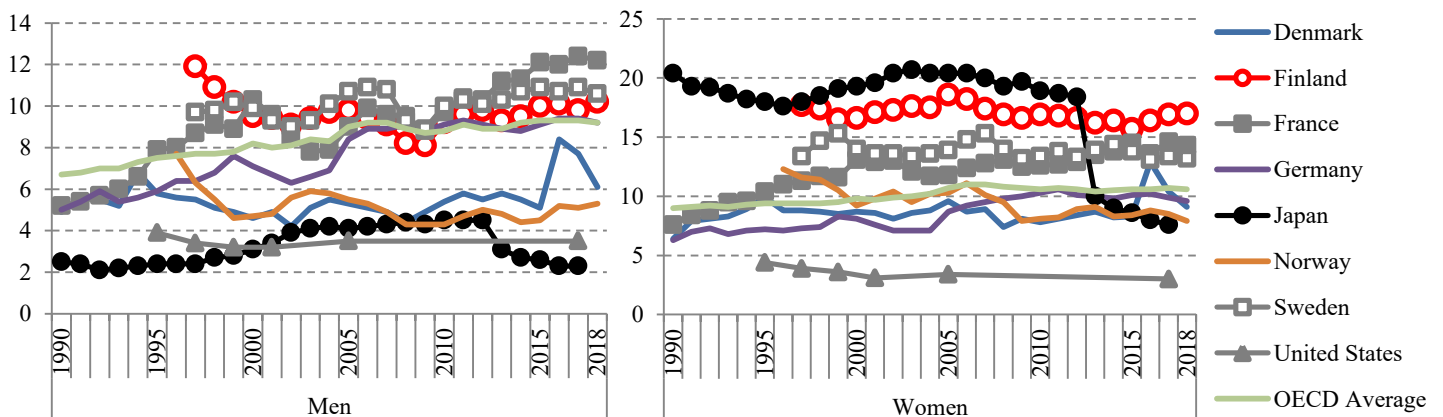 14
12
10
8
6
4
2
0
1990
1995
2000
2005
2010
2015
2018
Men
25
20
15
10
5
0
1990
1995
2000
2005
2010
2015
2018
Women
Denmark
Finland
France
Germany
Japan
Norway
Sweden
United States
OECD Average